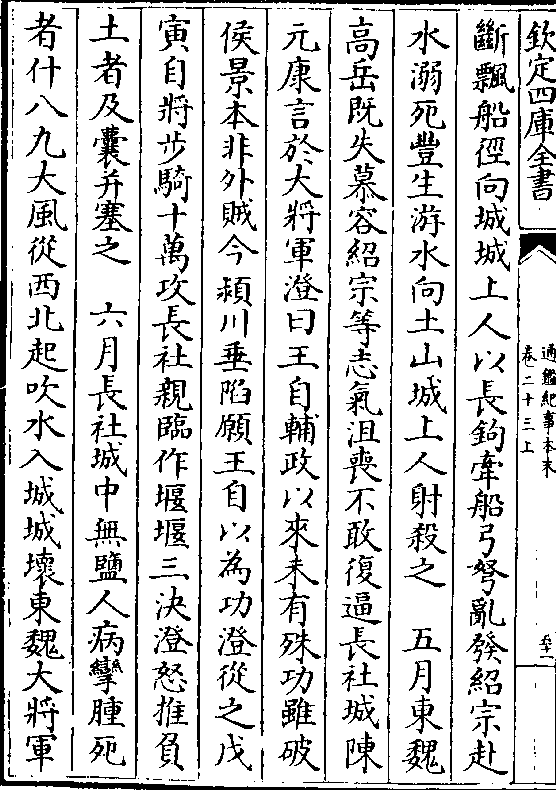 欽定四庫全書
通鑑紀事本末
卷二十三上
至
斷飄船徑向城城上人以長鉤牽船弓弩亂發紹宗赴
水溺死豐生游水向土山城上人射殺之　五月東魏
高岳既失慕容紹宗等志氣沮喪不敢復逼長社城陳
元康言於大將軍澄曰王自輔政以來未有殊功雖破
侯景本非外賊今潁川垂陷願王自以為功澄從之戊
寅自將步騎十萬攻長社親臨作堰堰三決澄怒推負
土者及囊并塞之　六月長社城中無鹽人病攣腫死
者什八九大風從西北起吹水入城城壞東魏大將軍